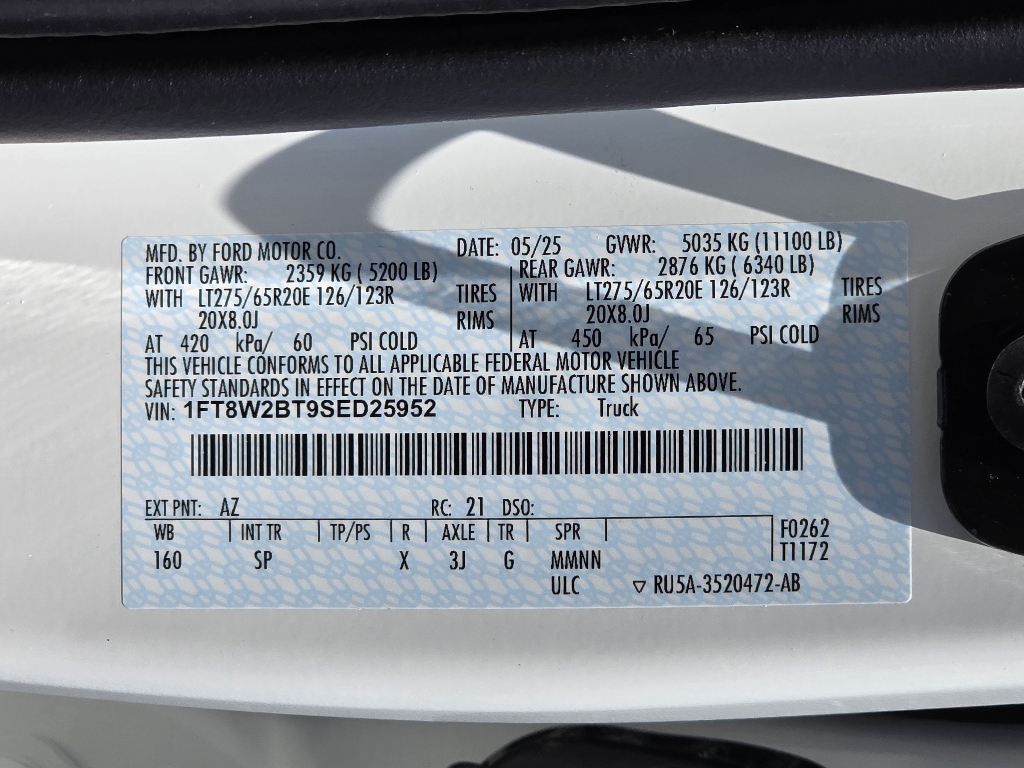 MFD. BY FORD MOTOR CO. DATE: 05/25 GVWR: 5035 KG (11100 LB)
FRONT GAWR: 2359 KG ( 5200 LB) REAR GAWR: 2876 KG ( 6340 LB)
WITH LT275/65R20E 126/123R TIRES WITH LT275/65R20E 126/123R TIRES
20X8.0J RIMS 20X8.0J RIMS
AT 420 kPa/ 60 PSI COLD AT 450 kPa/ 65 PSI COLD
THIS VEHICLE CONFORMS TO ALL APPLICABLE FEDERAL MOTOR VEHICLE
SAFETY STANDARDS IN EFFECT ON THE DATE OF MANUFACTURE SHOWN ABOVE.
VIN: 1FT8W2BT9SED25952 TYPE: Truck
EXT PNT: AZ RC: 21 DSO:
WB INT TR TP/PS R AXLE TR SPR F0262
160 SP X 3J G MMNN T1172
ULC ▽ RU5A-3520472-AB